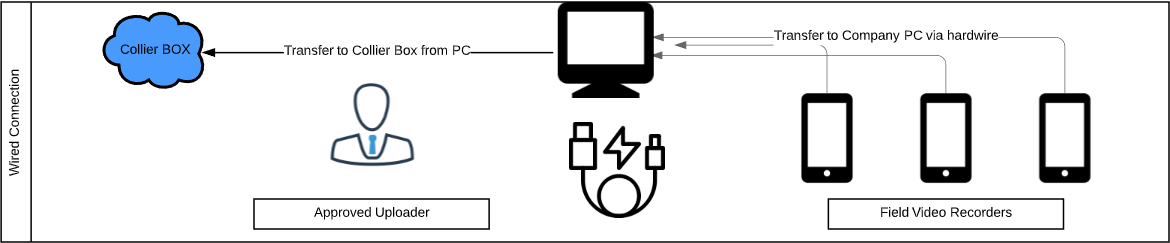 Wired Connection
Collier BOX
Transfer to Collier Box from PC
Transfer to Company PC via hardwire
Approved Uploader
Field Video Recorders